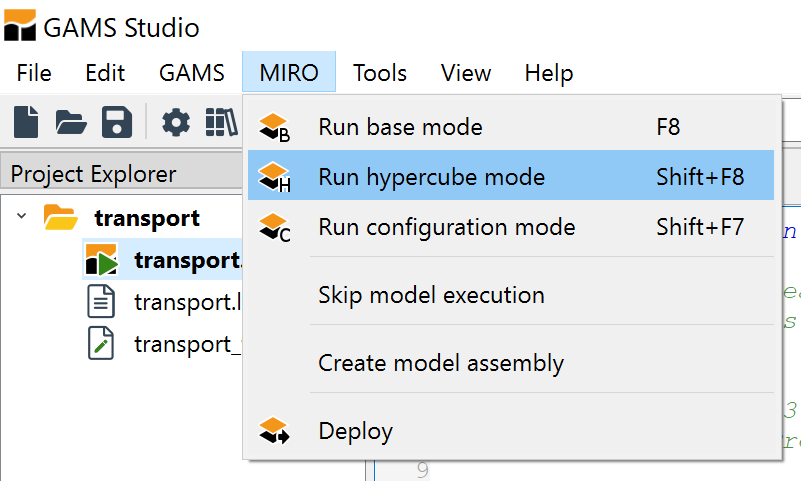 GAMS Studio
File Edit GAMS MIRO Tools View Help
B Run base mode F8
Project Explorer
H Run hypercube mode Shift+F8
transport
C Run configuration mode Shift+F7
transport.
Skip model execution
transport.l
transport_
Create model assembly
Deploy
9